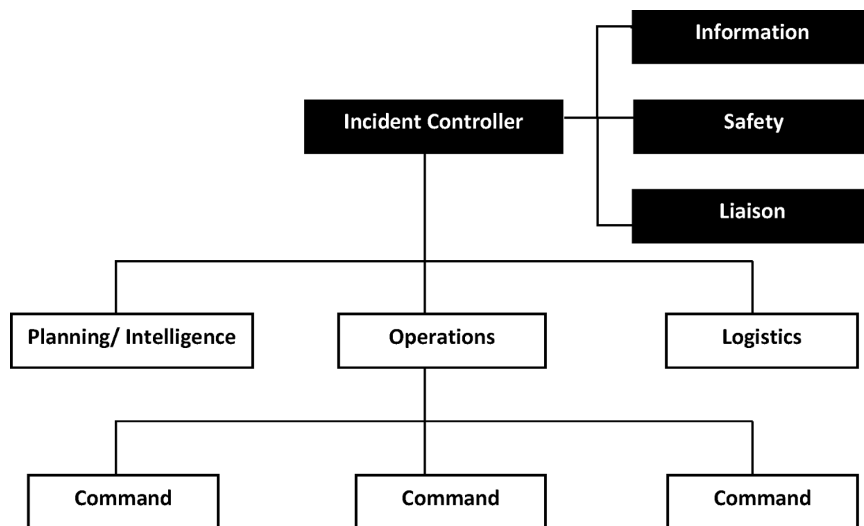 Information
Incident Controller
Safety
Liaison
Planning/ Intelligence
Operations
Logistics
Command
Command
Command